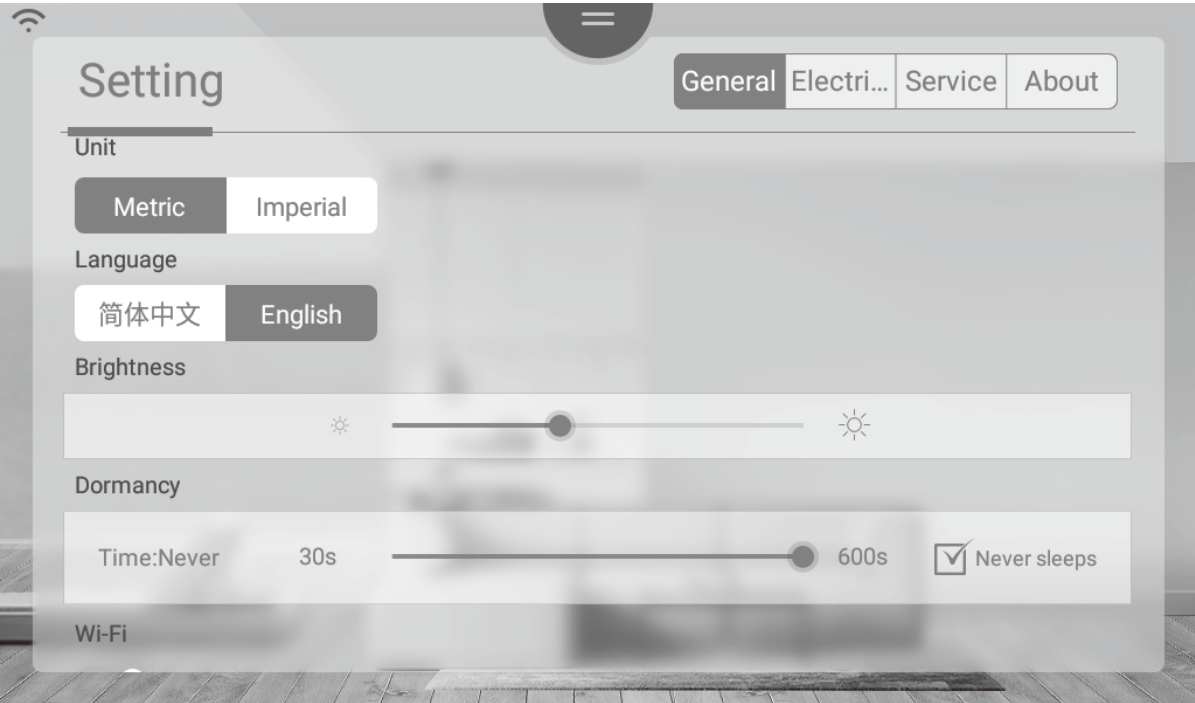 Setting
General Electri... Service About
Unit
Metric Imperial
Language
简体中文 English
Brightness
Dormancy
Time:Never 30s 600s Never sleeps
Wi-Fi